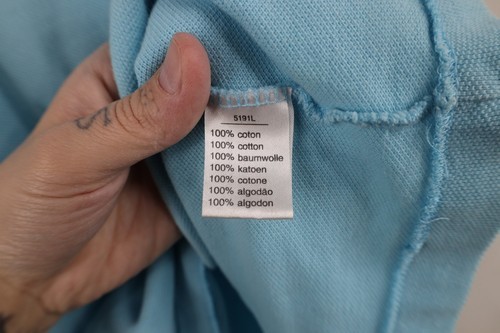 5191L
100% coton
100% cotton
100% baumwolle
100% katoen
100% cotone
100% algodão
100% algodon